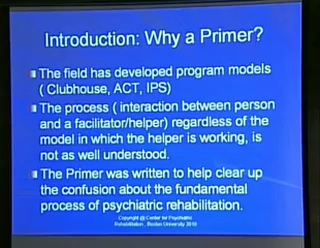 Introduction: Why a Primer?
The field has developed program models
( Clubhouse, ACT, IPS)
The process ( interaction between person
and a facilitator/helper) regardless of the
model in which the helper is working, is
not as well understood.
The Primer was written to help clear up
the confusion about the fundamental
process of psychiatric rehabilitation.
Copyright @ Center for Psychiatric
Rehabilitation , Boston University 2010